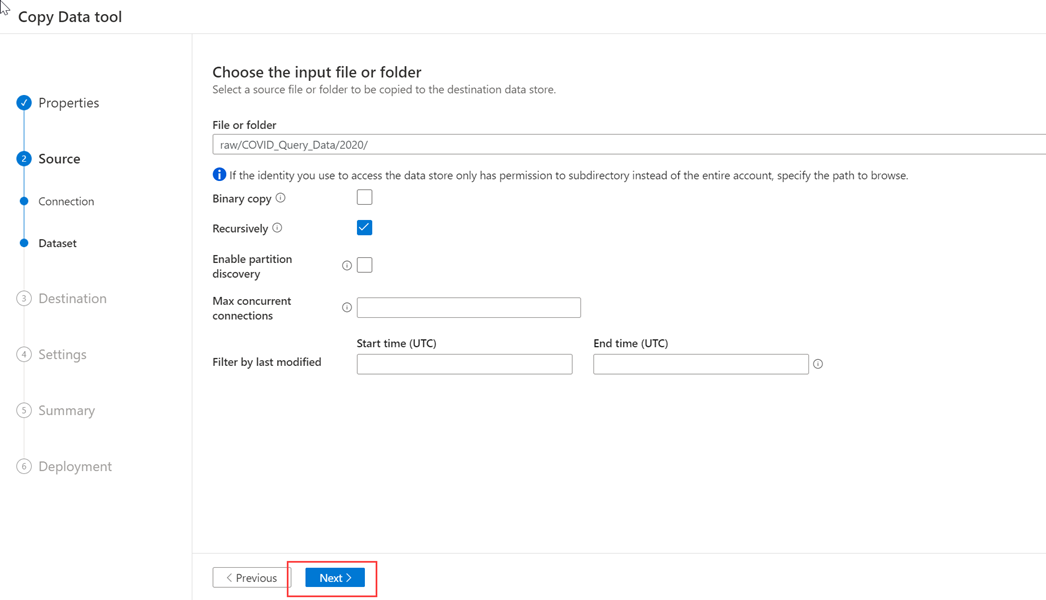 Copy Data tool
Properties
2 Source
Connection
Dataset
3 Destination
4 Settings
5 Summary
6 Deployment
Choose the input file or folder
Select a source file or folder to be copied to the destination data store.
File or folder
raw/COVID_Query_Data/2020/
If the identity you use to access the data store only has permission to subdirectory instead of the entire account, specify the path to browse.
Binary copy
Recursively
Enable partition
discovery
Max concurrent
connections
Start time (UTC) End time (UTC)
Filter by last modified
< Previous Next >